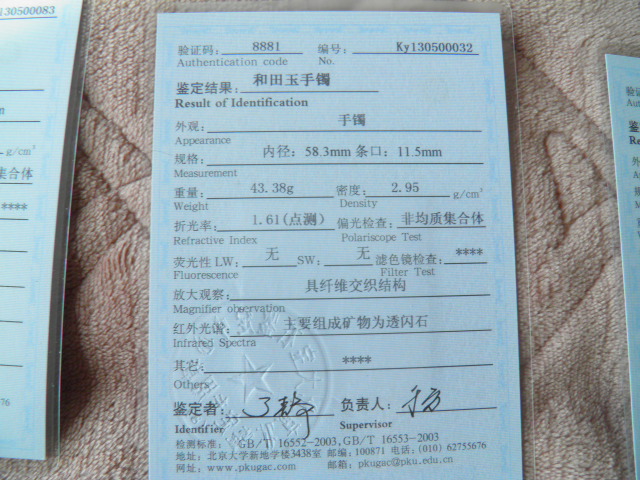 130500083
验证码: 8881 编号: Ky130500032
Authentication code No.
鉴定结果: 和田玉手镯
Result of Identification
外观: 手镯
Appearance
规格: 内径: 58.3mm 条口: 11.5mm
Measurement
重量: 43.38g 密度: 2.95 g/cm³
Weight Density
折光率: 1.61(点测) 偏光检查: 非均质集合体
Refractive Index Polariscope Test
荧光性 LW: 无 SW: 无 滤色镜检查: ****
Fluorescence Filter Test
放大观察: 具纤维交织结构
Magnifier observation
红外光谱: 主要组成矿物为透闪石
Infrared Spectra
其它: ****
Others
鉴定者: 负责人:
Identifier Supervisor
检测标准: GB/T 16552-2003,GB/T 16553-2003
地址: 北京大学新地学楼3438室 邮编: 100871 电话: (010) 62755676
网址: www.pkugac.com 邮箱: pkugac@pku.edu.cn
g/cm³
集合体
****